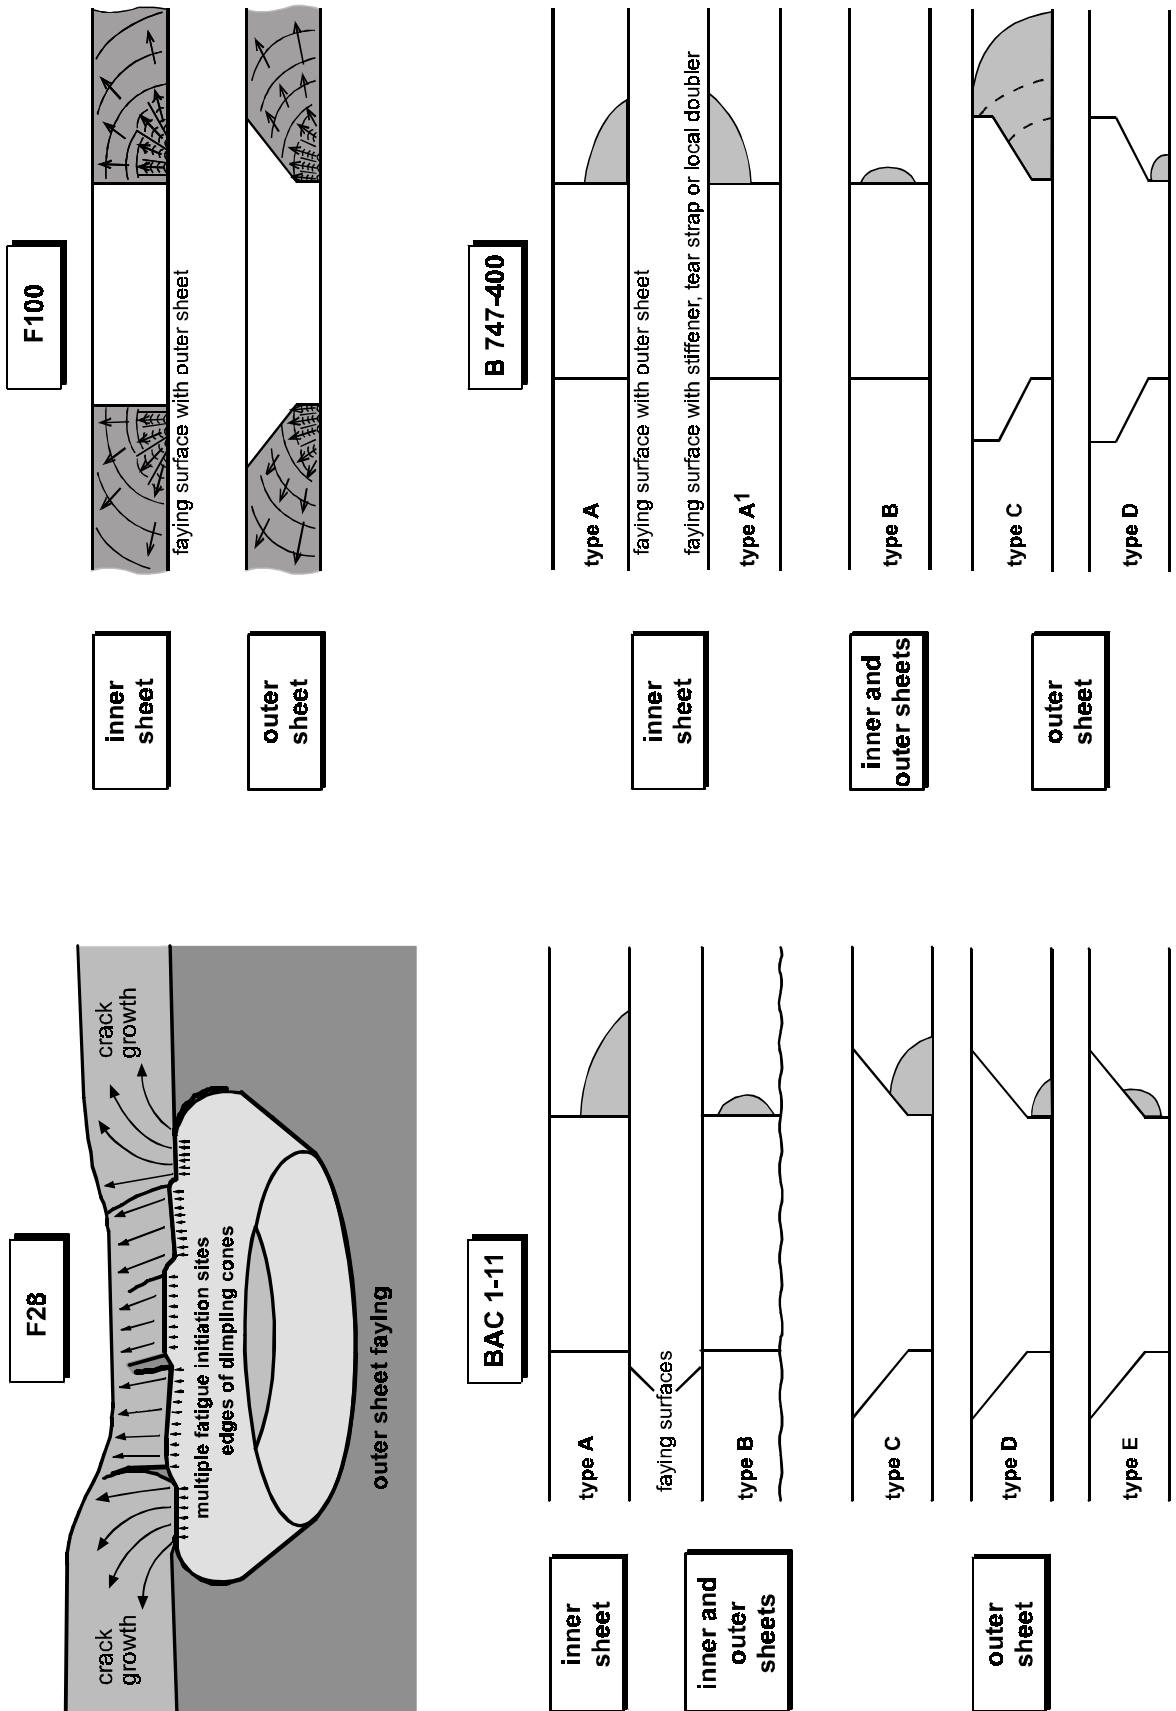 F28
crack
growth
crack
growth
multiple fatigue initiation sites
edges of dimpling cones
outer sheet faying
F100
inner
sheet
faying surface with outer sheet
outer
sheet
BAC 1-11
inner
sheet
type A
faying surfaces
inner and
outer
sheets
type B
type C
outer
sheet
type D
type E
B 747-400
inner
sheet
type A
faying surface with outer sheet
faying surface with stiffener, tear strap or local doubler
type A1
inner and
outer sheets
type B
type C
outer
sheet
type D